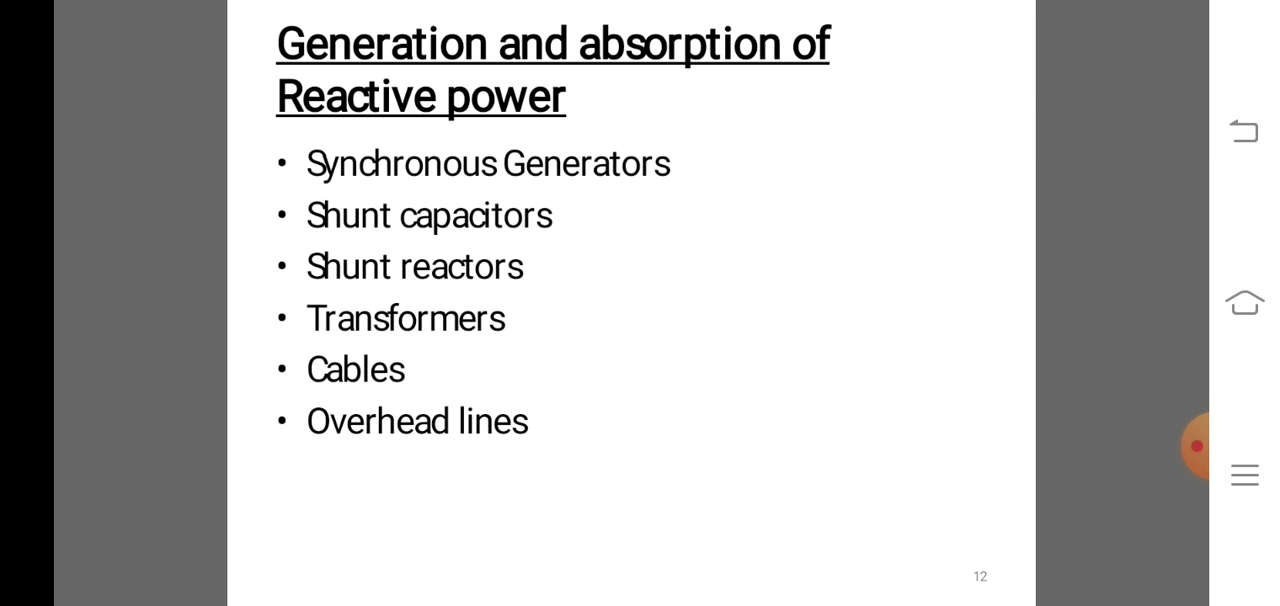 Generation and absorption of
Reactive power
• Synchronous Generators
• Shunt capacitors
• Shunt reactors
• Transformers
• Cables
• Overhead lines
12